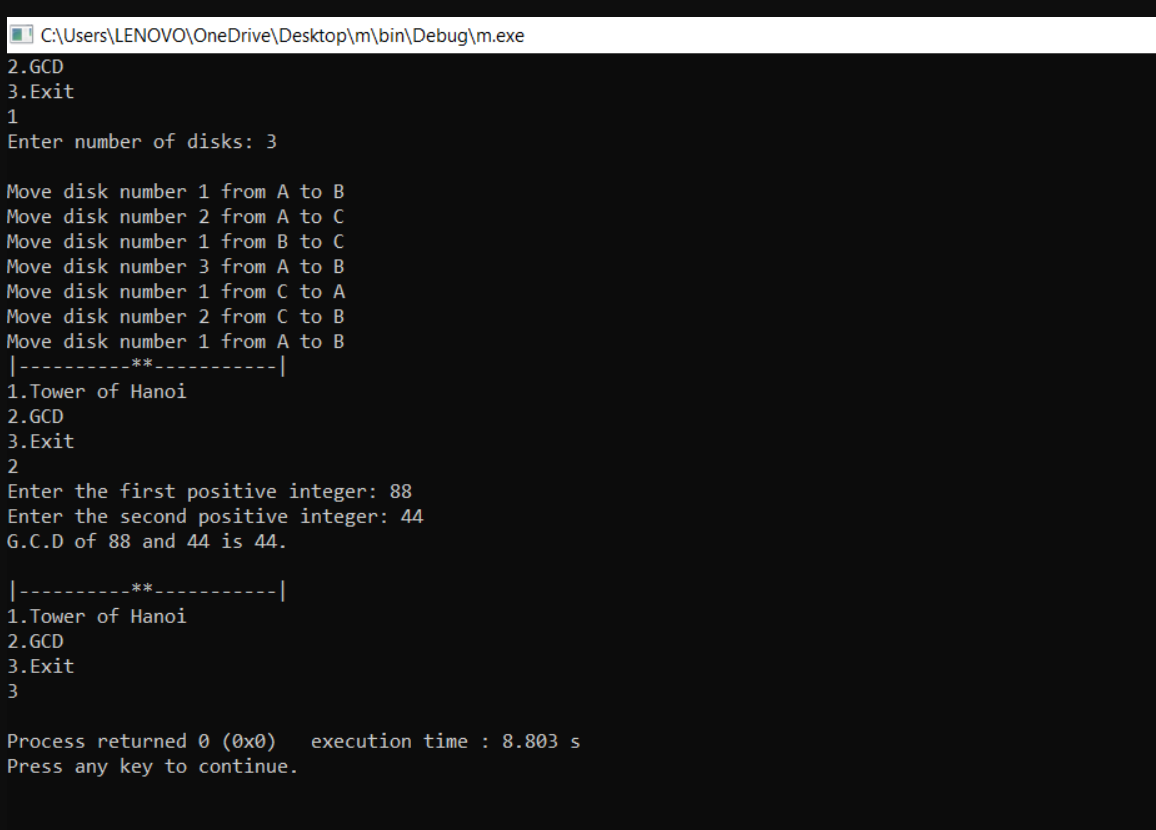 C:\Users\LENOVO\OneDrive\Desktop\m\bin\Debug\m.exe
2.GCD
3.Exit
1
Enter number of disks: 3

Move disk number 1 from A to B
Move disk number 2 from A to C
Move disk number 1 from B to C
Move disk number 3 from A to B
Move disk number 1 from C to A
Move disk number 2 from C to B
Move disk number 1 from A to B
|----------**-----------|
1.Tower of Hanoi
2.GCD
3.Exit
2
Enter the first positive integer: 88
Enter the second positive integer: 44
G.C.D of 88 and 44 is 44.

|----------**-----------|
1.Tower of Hanoi
2.GCD
3.Exit
3

Process returned 0 (0x0)   execution time : 8.803 s
Press any key to continue.